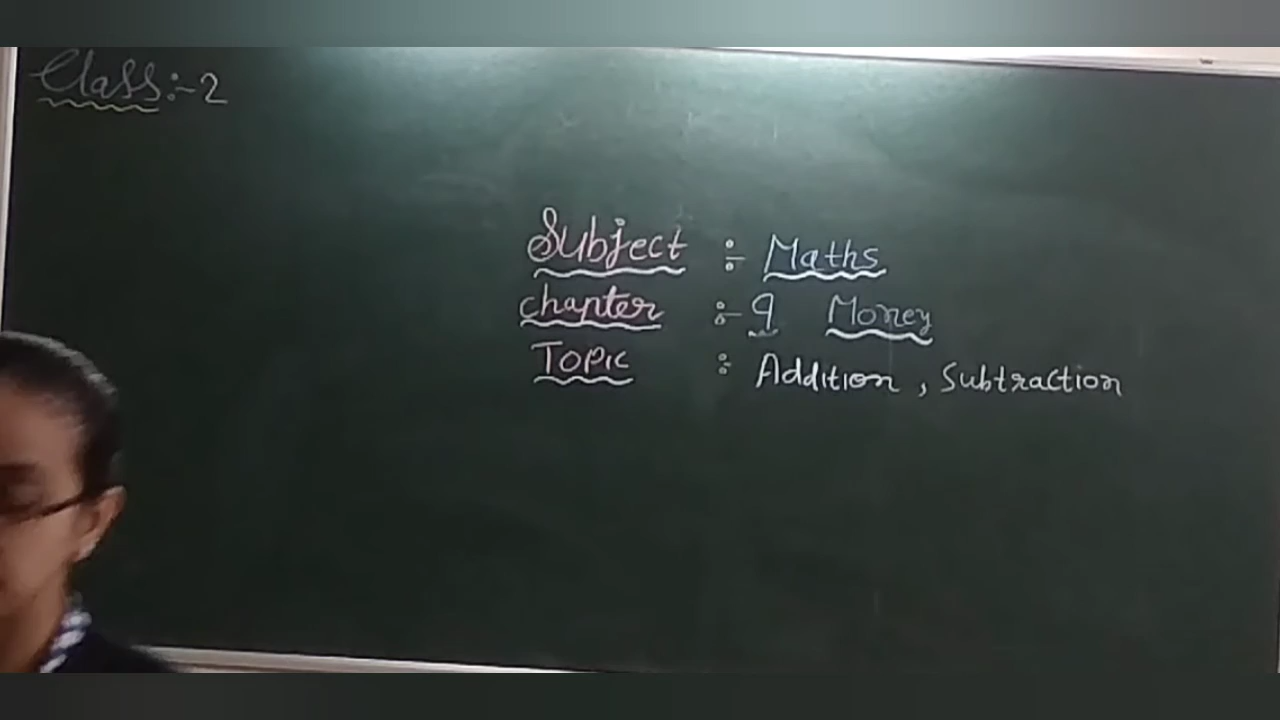 Class:-2
Subject :- Maths
chapter :- 9 Money
Topic : Addition, Subtraction